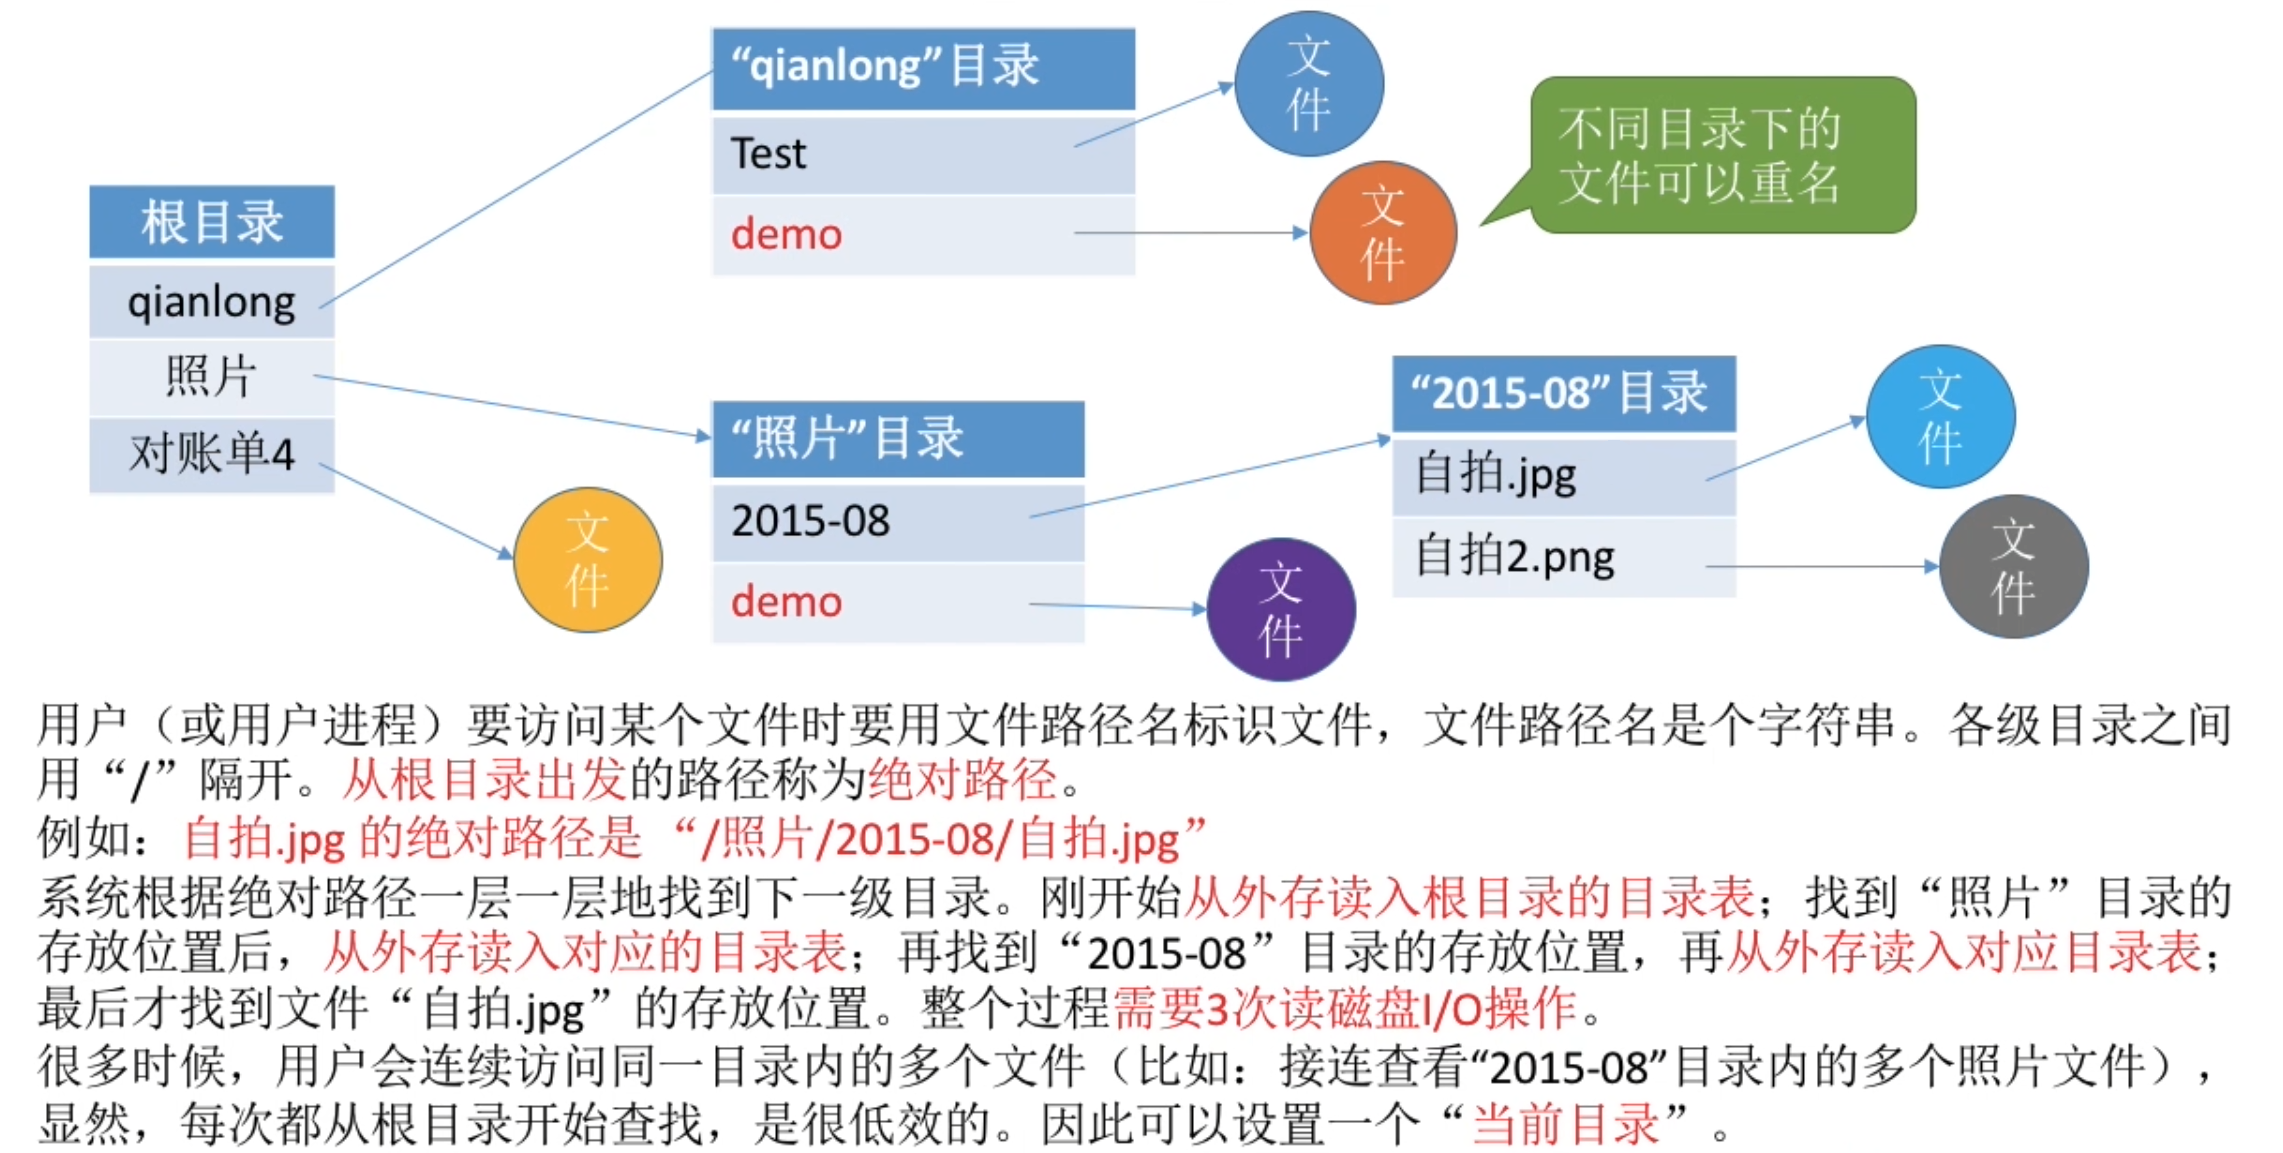 根目录
qianlong
照片
对账单4
文件
“qianlong”目录
Test
demo
文件
文件
不同目录下的
文件可以重名
“照片”目录
2015-08
demo
文件
“2015-08”目录
自拍.jpg
自拍2.png
文件
文件
用户（或用户进程）要访问某个文件时要用文件路径名标识文件，文件路径名是个字符串。各级目录之间
用“/”隔开。从根目录出发的路径称为绝对路径。
例如：自拍.jpg 的绝对路径是 “/照片/2015-08/自拍.jpg”
系统根据绝对路径一层一层地找到下一级目录。刚开始从外存读入根目录的目录表；找到“照片”目录的
存放位置后，从外存读入对应的目录表；再找到“2015-08”目录的存放位置，再从外存读入对应目录表；
最后才找到文件“自拍.jpg”的存放位置。整个过程需要3次读磁盘I/O操作。
很多时候，用户会连续访问同一目录内的多个文件（比如：接连查看“2015-08”目录内的多个照片文件），
显然，每次都从根目录开始查找，是很低效的。因此可以设置一个“当前目录”。